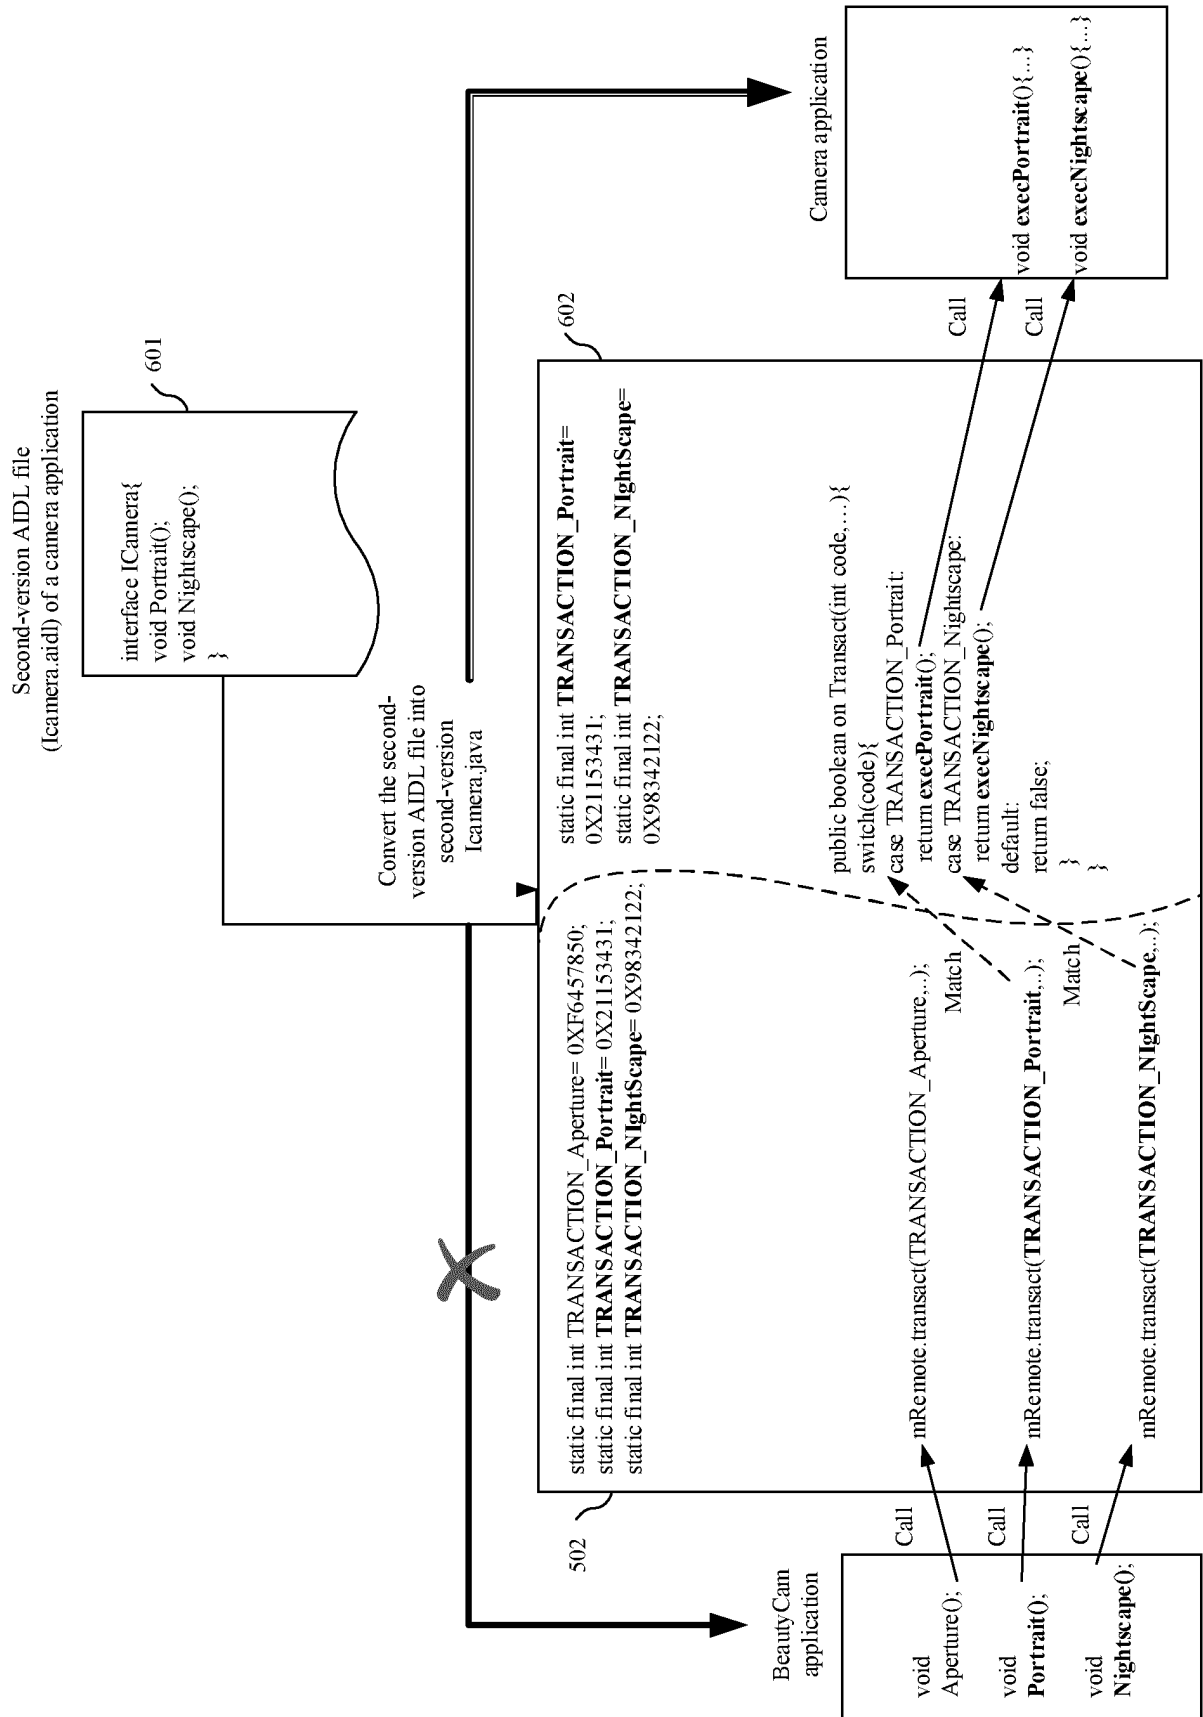 Second-version AIDL file
(Icamera.aidl) of a camera application
601
interface ICamera{
void Portrait();
void Nightscape();
}
Convert the second-
version AIDL file into
second-version
Icamera.java
BeautyCam
application
Camera application
502
602
static final int TRANSACTION_Aperture= 0XF6457850;
static final int TRANSACTION_Portrait= 0X21153431;
static final int TRANSACTION_NIghtScape= 0X98342122;
static final int TRANSACTION_Portrait=
0X21153431;
static final int TRANSACTION_NIghtScape=
0X98342122;
void
Aperture();
void
Portrait();
void
Nightscape();
Call
Call
Call
mRemote.transact(TRANSACTION_Aperture,..);
mRemote.transact(TRANSACTION_Portrait,..);
mRemote.transact(TRANSACTION_NIghtScape,..);
Match
Match
public boolean on Transact(int code,...){
switch(code){
case TRANSACTION_Portrait:
return execPortrait();
case TRANSACTION_Nightscape:
return execNightscape();
default:
return false;
}
}
Call
Call
void execPortrait(){...}
void execNightscape(){...}